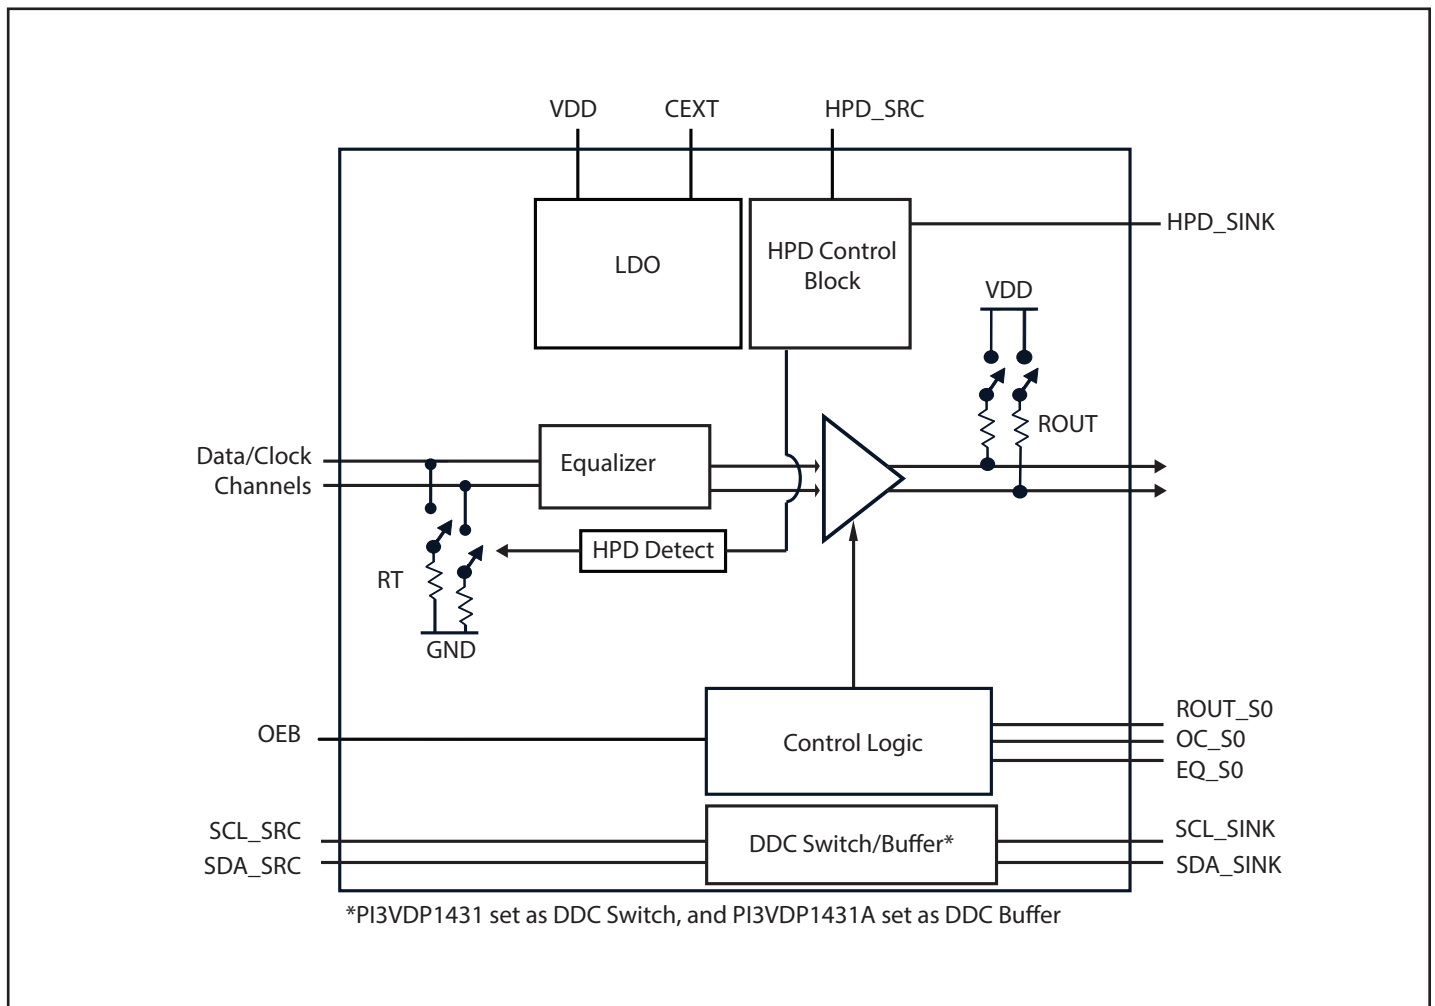 VDD
CEXT
HPD_SRC
HPD_SINK
LDO
HPD Control
Block
VDD
ROUT
Data/Clock
Channels
Equalizer
HPD Detect
RT
GND
OEB
Control Logic
ROUT_S0
OC_S0
EQ_S0
SCL_SRC
SDA_SRC
DDC Switch/Buffer*
SCL_SINK
SDA_SINK
*PI3VDP1431 set as DDC Switch, and PI3VDP1431A set as DDC Buffer